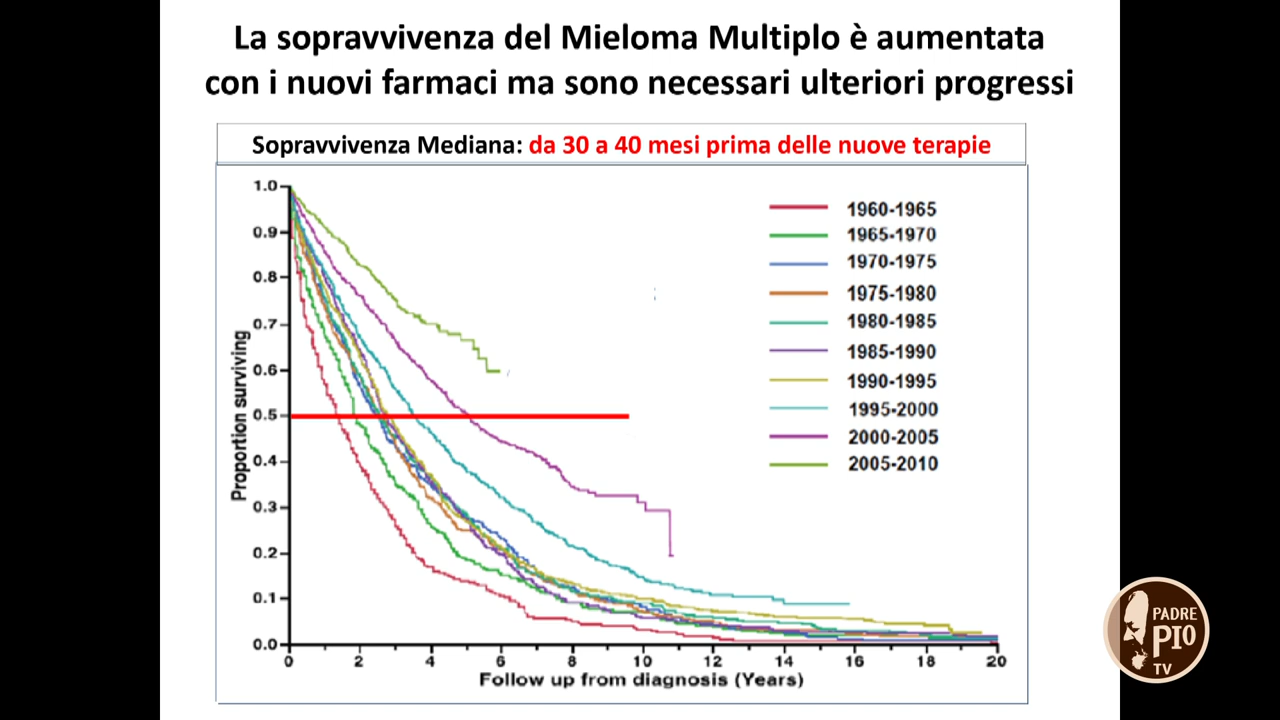 La sopravvivenza del Mieloma Multiplo è aumentata
con i nuovi farmaci ma sono necessari ulteriori progressi
Sopravvivenza Mediana: da 30 a 40 mesi prima delle nuove terapie
Proportion surviving
1.0
0.9
0.8
0.7
0.6
0.5
0.4
0.3
0.2
0.1
0.0
1960-1965
1965-1970
1970-1975
1975-1980
1980-1985
1985-1990
1990-1995
1995-2000
2000-2005
2005-2010
0 2 4 6 8 10 12 14 16 18 20
Follow up from diagnosis (Years)
PADRE
PIO
TV